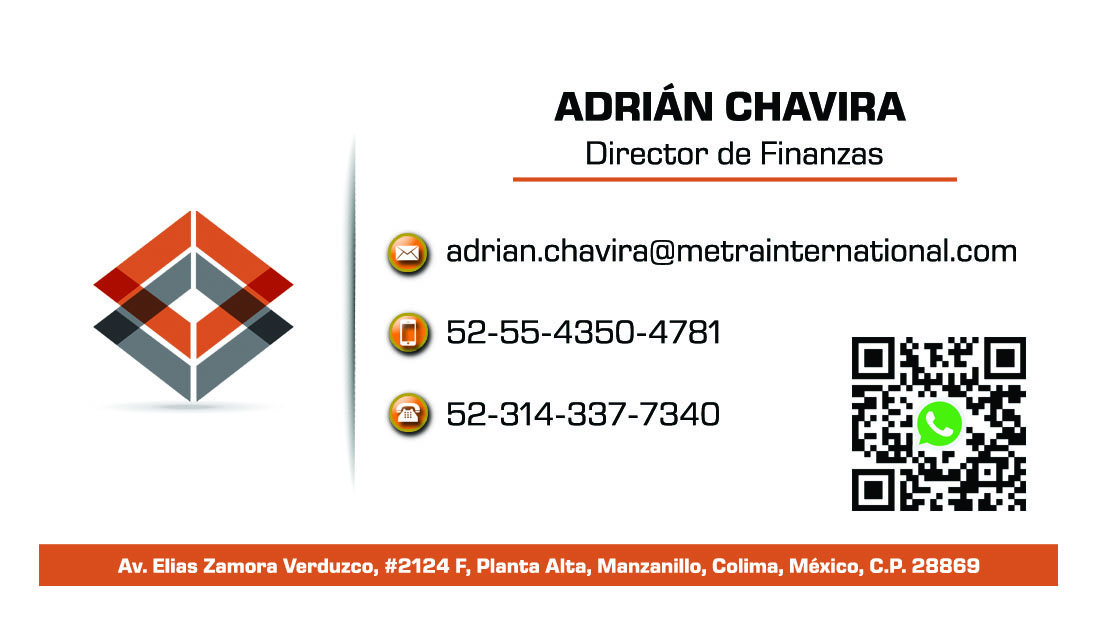 ADRIÁN CHAVIRA
Director de Finanzas
adrian.chavira@metrainternational.com
52-55-4350-4781
52-314-337-7340
Av. Elias Zamora Verduzco, #2124 F, Planta Alta, Manzanillo, Colima, México, C.P. 28869